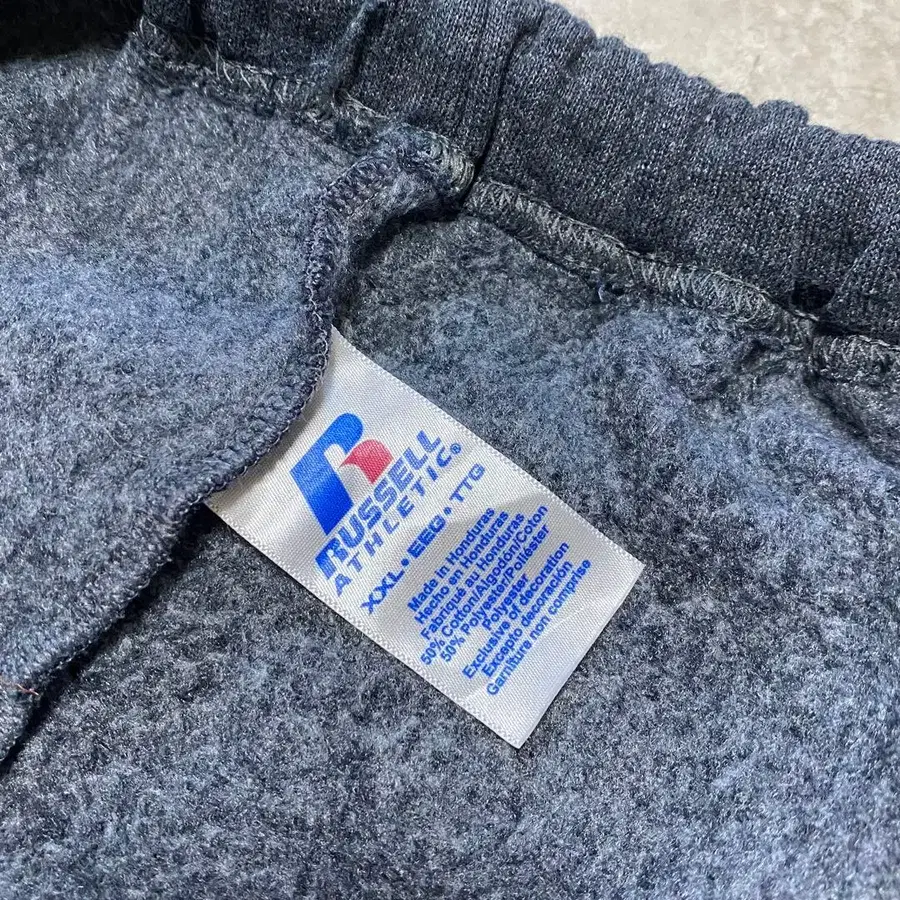 RUSSELL
ATHLETIC®
XXL • EEG • TTG
Made in Honduras
Hecho en Honduras
Fabriqué au Honduras
50% Cotton/Algodón/Coton
50% Polyester/Poliéster/
Polyester
Exclusive of decoration
Excepto decoración
Garniture non comprise